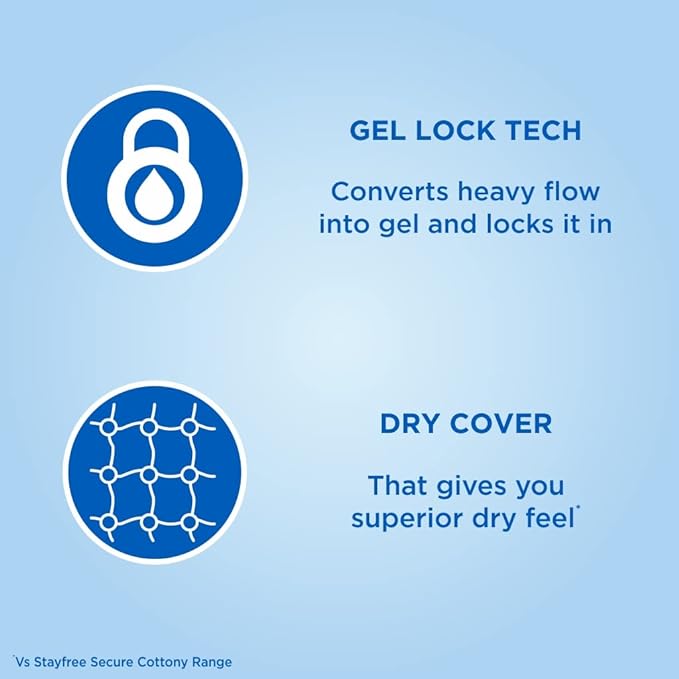 GEL LOCK TECH
Converts heavy flow
into gel and locks it in
DRY COVER
That gives you
superior dry feel*
*Vs Stayfree Secure Cottony Range